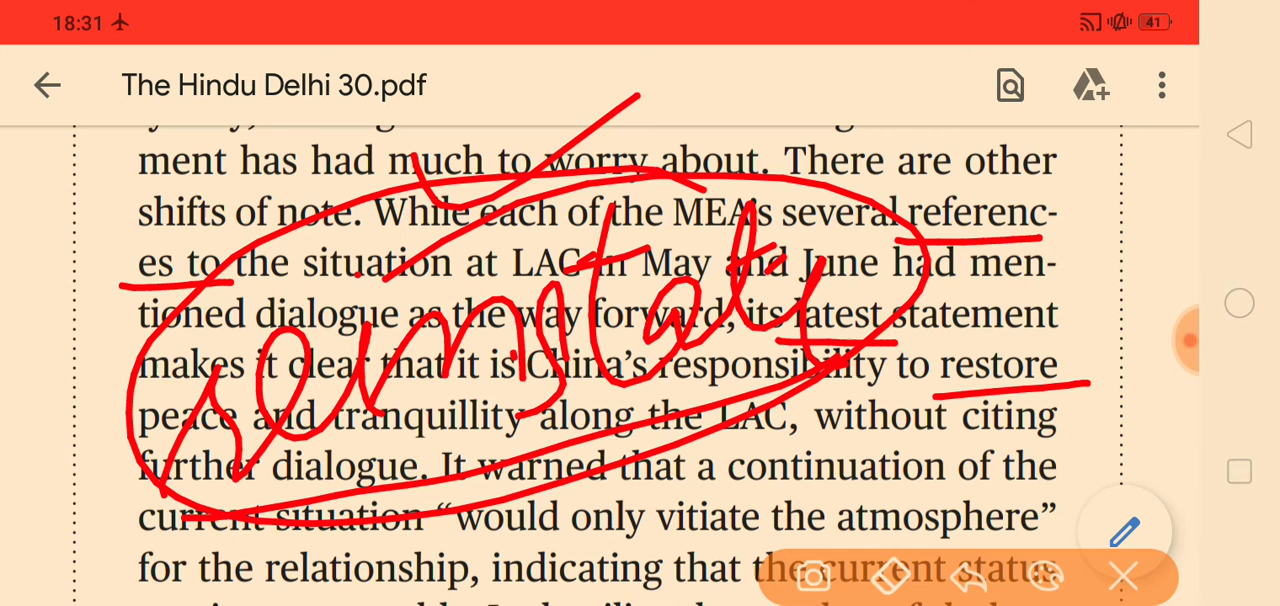 18:31
41
The Hindu Delhi 30.pdf
ment has had much to worry about. There are other
shifts of note. While each of the MEA's several referenc-
es to the situation at LAC in May and June had men-
tioned dialogue as the way forward, its latest statement
makes it clear that it is China's responsibility to restore
peace and tranquillity along the LAC, without citing
further dialogue. It warned that a continuation of the
current situation “would only vitiate the atmosphere”
for the relationship, indicating that the current status
reinstate